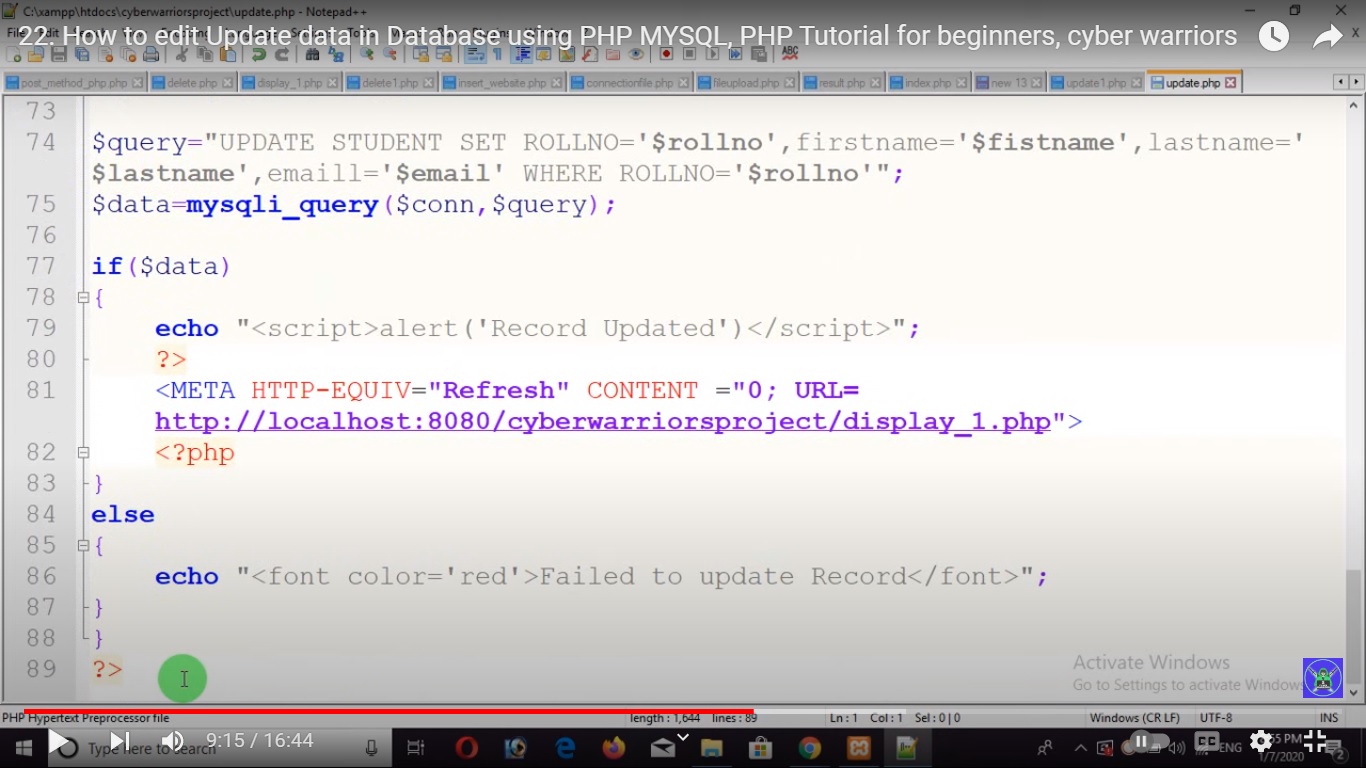 C:\xampp\htdocs\cyberwarriorsproject\update.php - Notepad++
22. How to edit Update data in Database using PHP MYSQL, PHP Tutorial for beginners, cyber warriors
post_method_php.php delete.php display_1.php delete1.php insert_website.php connectionfile.php fileupload.php result.php index.php new 13 update1.php update.php
73
74 $query="UPDATE STUDENT SET ROLLNO='$rollno',firstname='$fistname',lastname='
$lastname',emaill='$email' WHERE ROLLNO='$rollno'";
75 $data=mysqli_query($conn,$query);
76
77 if($data)
78 {
79 echo "<script>alert('Record Updated')</script>";
80 ?>
81 <META HTTP-EQUIV="Refresh" CONTENT ="0; URL=
http://localhost:8080/cyberwarriorsproject/display_1.php">
82 <?php
83 }
84 else
85 {
86 echo "<font color='red'>Failed to update Record</font>";
87 }
88 }
89 ?>
Activate Windows
Go to Settings to activate Windows
PHP Hypertext Preprocessor file length : 1,644 lines : 89 Ln : 1 Col : 1 Sel : 0 | 0 Windows (CR LF) UTF-8 INS
Type here to search 9:15 / 16:44 CC ENG PM
1/7/2020